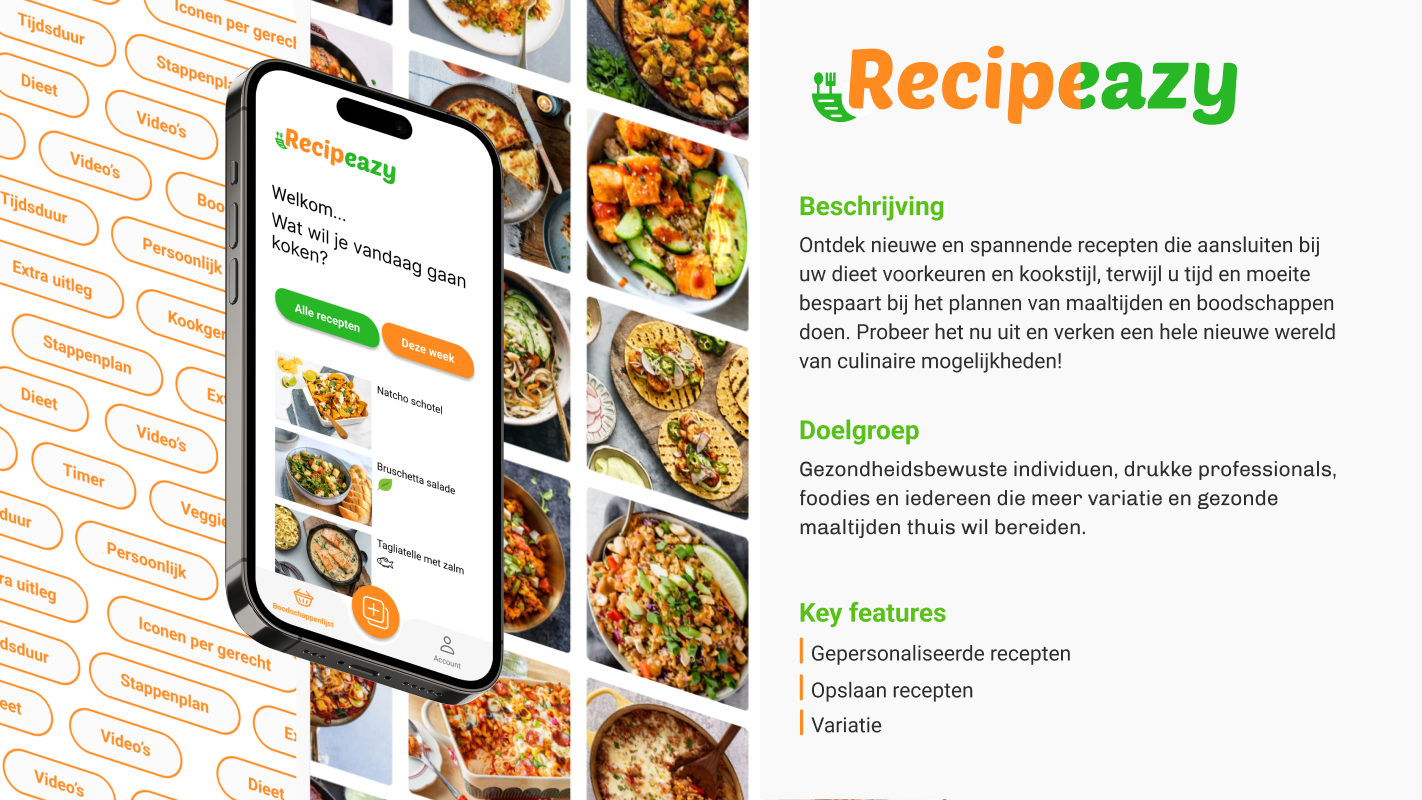 Iconen per gerecht
Tijdsduur
Stappenpl
Dieet
Video's
Video's
Boo
Tijdsduur
Persoonlijk
Extra uitleg
Kookger
Stappenplan
Dieet
Ex
Video's
Timer
Veggie
duur
Persoonlijk
ra uitleg
Iconen per gerecht
dsduur
Stappenplan
eet
Video's
Ex
Video's
Dieet
Recipeazy
Welkom...
Wat wil je vandaag gaan
koken?
Alle recepten
Deze week
Natcho schotel
Bruschetta salade
Tagliatelle met zalm
Boodschappenlijst
Account
Recipeazy
Beschrijving
Ontdek nieuwe en spannende recepten die aansluiten bij
uw dieet voorkeuren en kookstijl, terwijl u tijd en moeite
bespaart bij het plannen van maaltijden en boodschappen
doen. Probeer het nu uit en verken een hele nieuwe wereld
van culinaire mogelijkheden!
Doelgroep
Gezondheidsbewuste individuen, drukke professionals,
foodies en iedereen die meer variatie en gezonde
maaltijden thuis wil bereiden.
Key features
Gepersonaliseerde recepten
Opslaan recepten
Variatie